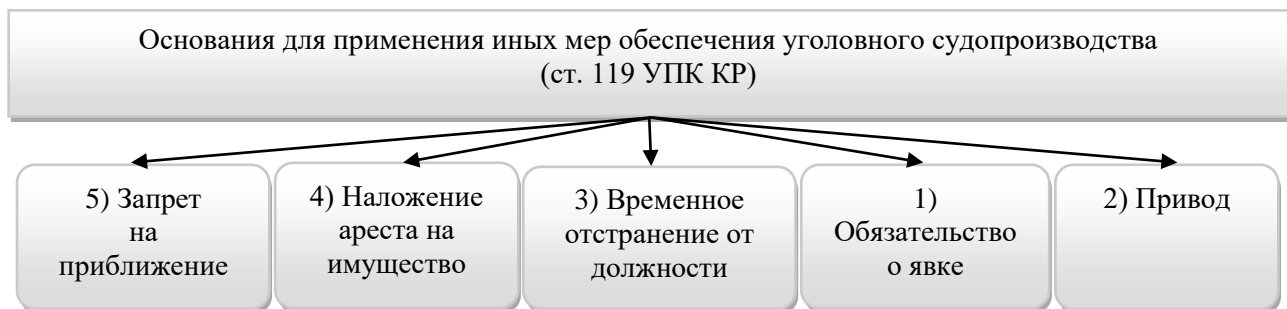 Основания для применения иных мер обеспечения уголовного судопроизводства
(ст. 119 УПК КР)
5) Запрет
на
приближение
4) Наложение
ареста на
имущество
3) Временное
отстранение от
должности
1)
Обязательство
о явке
2) Привод